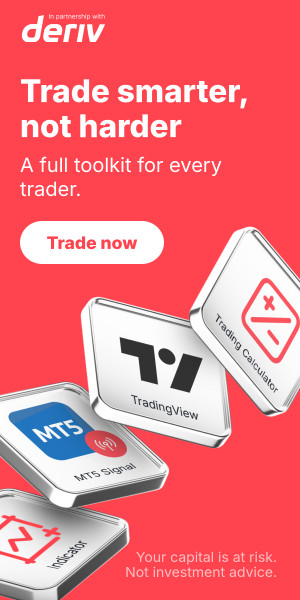 In partnership with
deriv
Trade smarter,
not harder
A full toolkit for every
trader.
Trade now
Trading Calculator
TradingView
MT5
MT5 Signal
Indicator
Your capital is at risk.
Not investment advice.